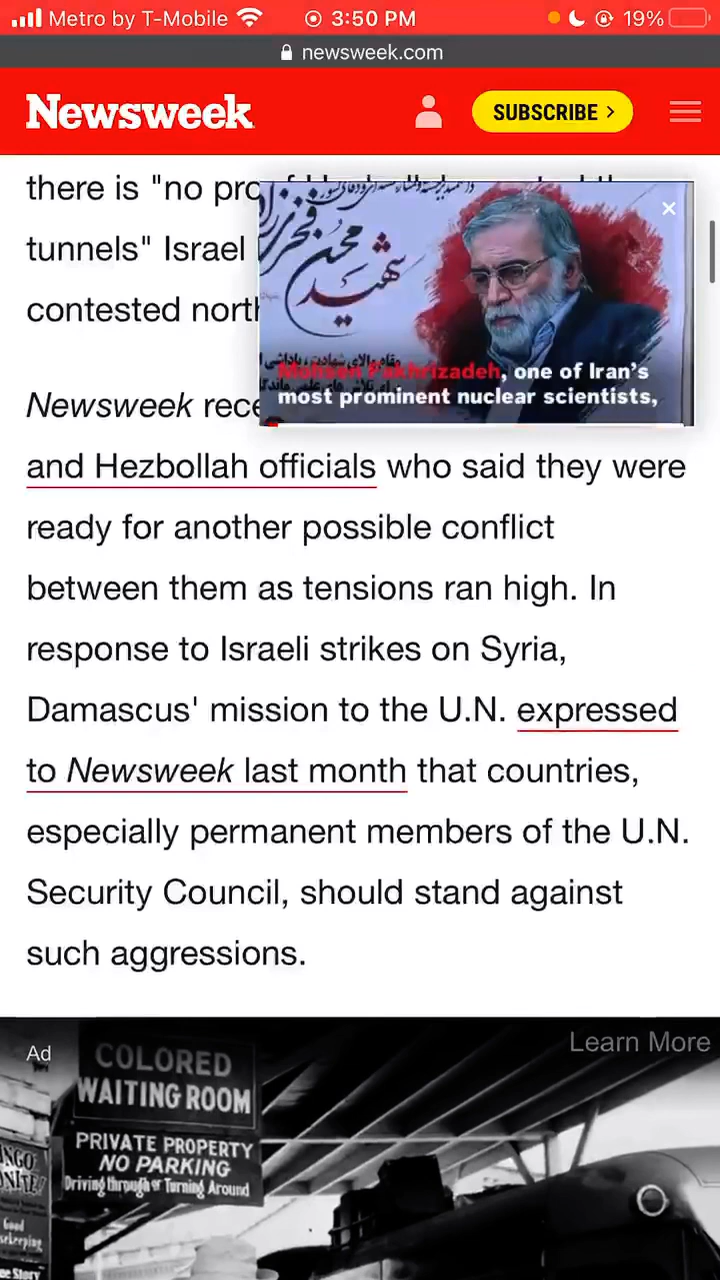 Metro by T-Mobile
3:50 PM
19%
newsweek.com
Newsweek
SUBSCRIBE >
there is "no
tunnels" Israel
contested
شهید
محسن
Mohsen Fakhrizadeh, one of Iran's
most prominent nuclear scientists,
Newsweek
and Hezbollah officials who said they were
ready for another possible conflict
between them as tensions ran high. In
response to Israeli strikes on Syria,
Damascus' mission to the U.N. expressed
to Newsweek last month that countries,
especially permanent members of the U.N.
Security Council, should stand against
such aggressions.
Ad
Learn More
COLORED
WAITING ROOM
PRIVATE PROPERTY
NO PARKING
Driving through or Turning Around
Good